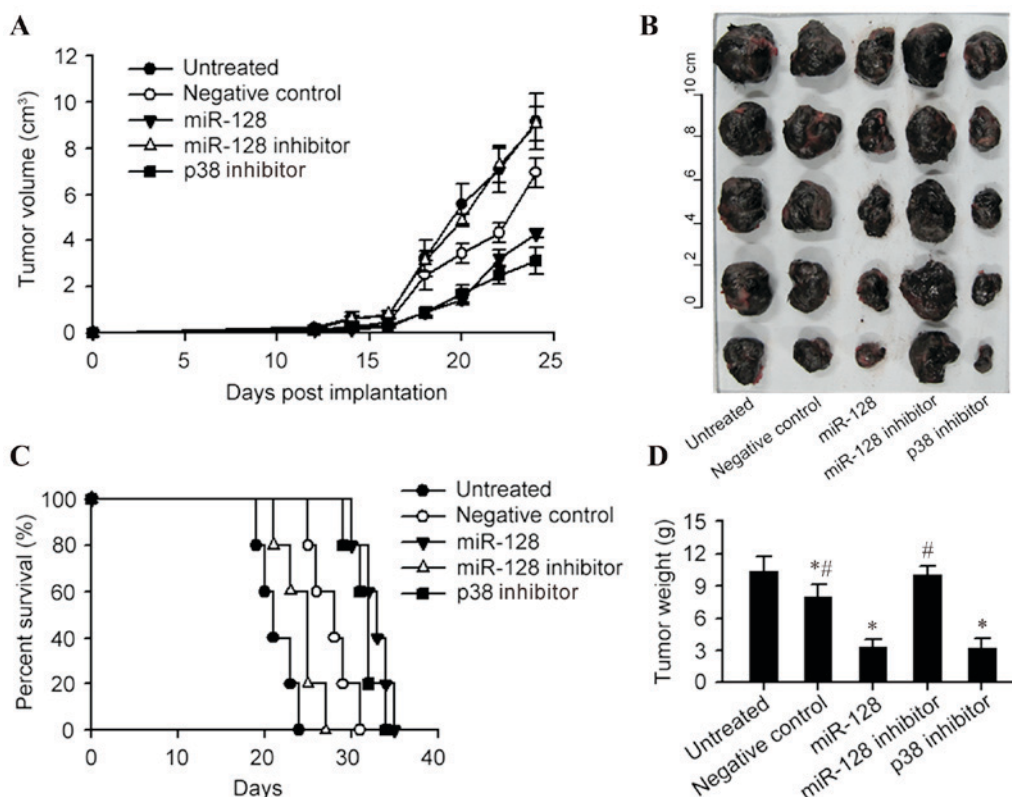 A
Tumor volume (cm³)
12
10
8
6
4
2
0
0
5
10
15
20
25
Days post implantation
Untreated
Negative control
miR-128
miR-128 inhibitor
p38 inhibitor
B
10 cm
8
6
4
2
0
Untreated
Negative control
miR-128
miR-128 inhibitor
p38 inhibitor
C
Percent survival (%)
100
80
60
40
20
0
0
10
20
30
40
Days
Untreated
Negative control
miR-128
miR-128 inhibitor
p38 inhibitor
D
Tumor weight (g)
15
12
9
6
3
0
*#
*
#
*
Untreated
Negative control
miR-128
miR-128 inhibitor
p38 inhibitor